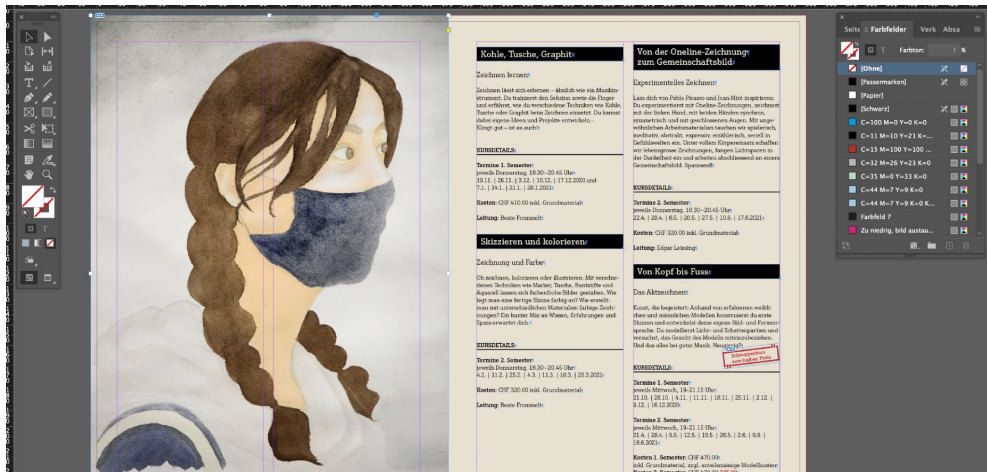 Kohle, Tusche, Graphit
Zeichnen lernen
Zeichnen lässt sich erlernen – ähnlich wie ein Musikin-
strument. Du trainierst den Sehsinn sowie die Finger
und erfährst, wie du verschiedene Techniken wie Kohle,
Tusche oder Graphit beim Zeichnen einsetzt. Du kannst
dabei eigene Ideen und Projekte entwickeln.
Klingt gut – ist es auch!
KURSDETAILS:
Termine 1. Semester:
jeweils Donnerstag, 18.30–20.45 Uhr
19.11. | 26.11. | 3.12. | 10.12. | 17.12.2020 und
7.1. | 14.1. | 21.1. | 28.1.2021
Kosten: CHF 410.00 inkl. Grundmaterial
Leitung: Beate Frommelt
Skizzieren und kolorieren
Zeichnung und Farbe
Ob zeichnen, kolorieren oder illustrieren: Mit verschie-
denen Techniken wie Marker, Tusche, Buntstifte und
Aquarell lassen sich farbenfrohe Bilder gestalten. Wie
legt man eine fertige Skizze farbig an? Wie erstellt
man mit unterschiedlichen Materialien farbige Zeich-
nungen? Ein bunter Mix an Wissen, Erfahrungen und
Spass erwartet dich.
KURSDETAILS:
Termine 2. Semester:
jeweils Donnerstag, 18.30–20.45 Uhr
4.2. | 11.2. | 25.2. | 4.3. | 11.3. | 18.3. | 25.3.2021
Kosten: CHF 320.00 inkl. Grundmaterial
Leitung: Beate Frommelt
Von der Oneline-Zeichnung
zum Gemeinschaftsbild
Experimentelles Zeichnen
Lass dich von Pablo Picasso und Joan Miró inspirieren.
Du experimentierst mit Oneline-Zeichnungen, zeichnest
mit der linken Hand, mit beiden Händen synchron,
symmetrisch und mit geschlossenen Augen. Mit unge-
wöhnlichen Arbeitsmaterialien tauchen wir spielerisch,
meditativ, abstrakt, expressiv, erzählerisch, seriell in
Gefühlswelten ein. Unter vollem Körpereinsatz schaffen
wir lebensgrosse Zeichnungen, fangen Lichtspuren in
der Dunkelheit ein und arbeiten abschliessend an einem
Gemeinschaftsbild. Spannend!
KURSDETAILS:
Termine 2. Semester:
jeweils Donnerstag, 18.30–20.45 Uhr
22.4. | 29.4. | 6.5. | 20.5. | 27.5. | 10.6. | 17.6.2021
Kosten: CHF 320.00 inkl. Grundmaterial
Leitung: Edgar Leissing
Von Kopf bis Fuss
Das Aktzeichnen
Kunst, die begeistert: Anhand von erfahrenen weibli-
chen und männlichen Modellen konstruierst du erste
Skizzen und entwickelst deine eigene Bild- und Formen-
sprache. Du modellierst Licht- und Schattenpartien und
versuchst, das Gesicht des Modells miteinzubeziehen.
Und das alles bei guter Musik. Neugierig?
Schnupperkurs
zum halben Preis
KURSDETAILS:
Termine 1. Semester:
jeweils Mittwoch, 19–21.15 Uhr
21.10. | 28.10. | 4.11. | 11.11. | 18.11. | 25.11. | 2.12. |
9.12. | 16.12.2020
Termine 2. Semester:
jeweils Mittwoch, 19–21.15 Uhr
21.4. | 28.4. | 5.5. | 12.5. | 19.5. | 26.5. | 2.6. | 9.6. |
16.6.2021
Kosten 1. Semester: CHF 470.00
inkl. Grundmaterial, zzgl. anteilsmässige Modellkosten
Seite
Farbfelder
Verk
Absa
Farbton:
%
[Ohne]
[Passermarken]
[Papier]
[Schwarz]
C=100 M=0 Y=0 K=0
C=11 M=10 Y=21 K=...
C=15 M=100 Y=100 ...
C=32 M=26 Y=23 K=0
C=35 M=0 Y=33 K=0
C=44 M=7 Y=9 K=0
C=44 M=7 Y=9 K=0 K...
Farbfeld 7
Zu niedrig, bild austau...